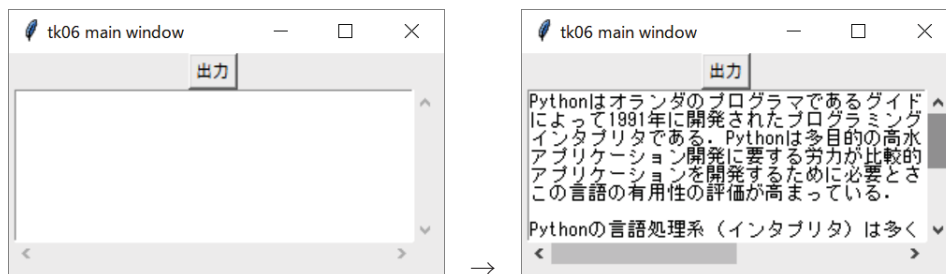 tk06 main window
出力
→
tk06 main window
出力
Pythonはオランダのプログラマであるグイド
によって1991年に開発されたプログラミング
インタプリタである．Pythonは多目的の高水
アプリケーション開発に要する労力が比較的
アプリケーションを開発するために必要とさ
この言語の有用性の評価が高まっている．
Pythonの言語処理系（インタプリタ）は多く